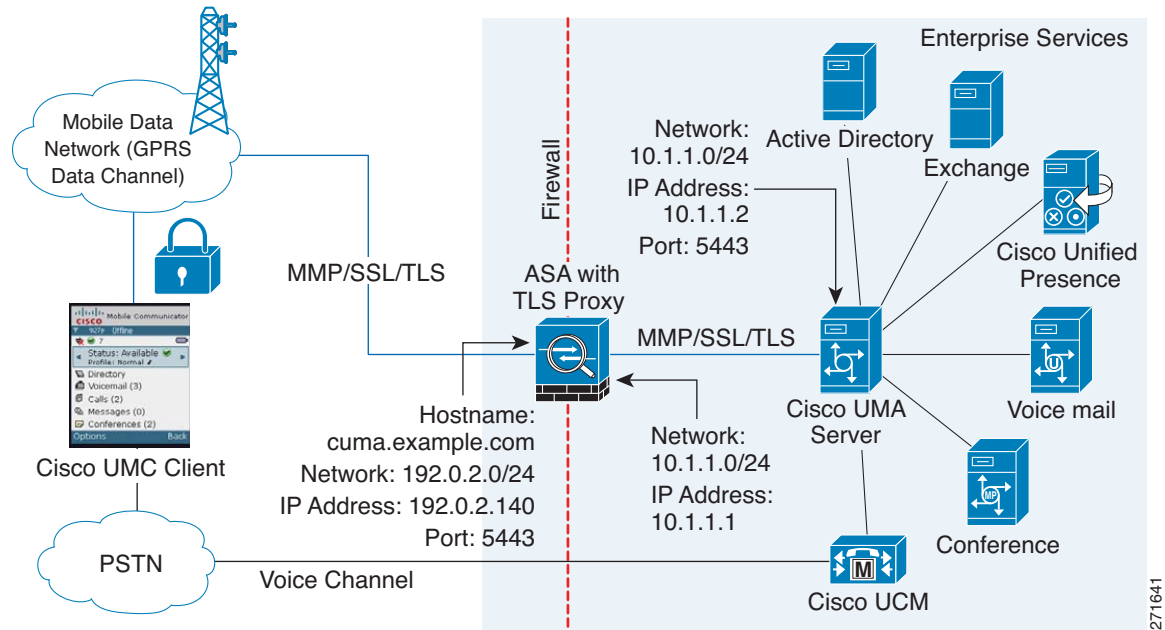 Enterprise Services
Mobile Data
Network (GPRS
Data Channel)
Firewall
Network:
10.1.1.0/24
IP Address:
10.1.1.2
Port: 5443
Active Directory
Exchange
Cisco Unified
Presence
MMP/SSL/TLS
ASA with
TLS Proxy
MMP/SSL/TLS
CISCO Mobile Communicator
Offline
7
Status: Available
Profile: Normal
Directory
Voicemail (3)
Calls (2)
Messages (0)
Conferences (2)
Options Back
Cisco UMC Client
Hostname:
cuma.example.com
Network: 192.0.2.0/24
IP Address: 192.0.2.140
Port: 5443
Network:
10.1.1.0/24
IP Address:
10.1.1.1
Cisco UMA
Server
U
Voice mail
MP
Conference
PSTN
Voice Channel
M
Cisco UCM
271641